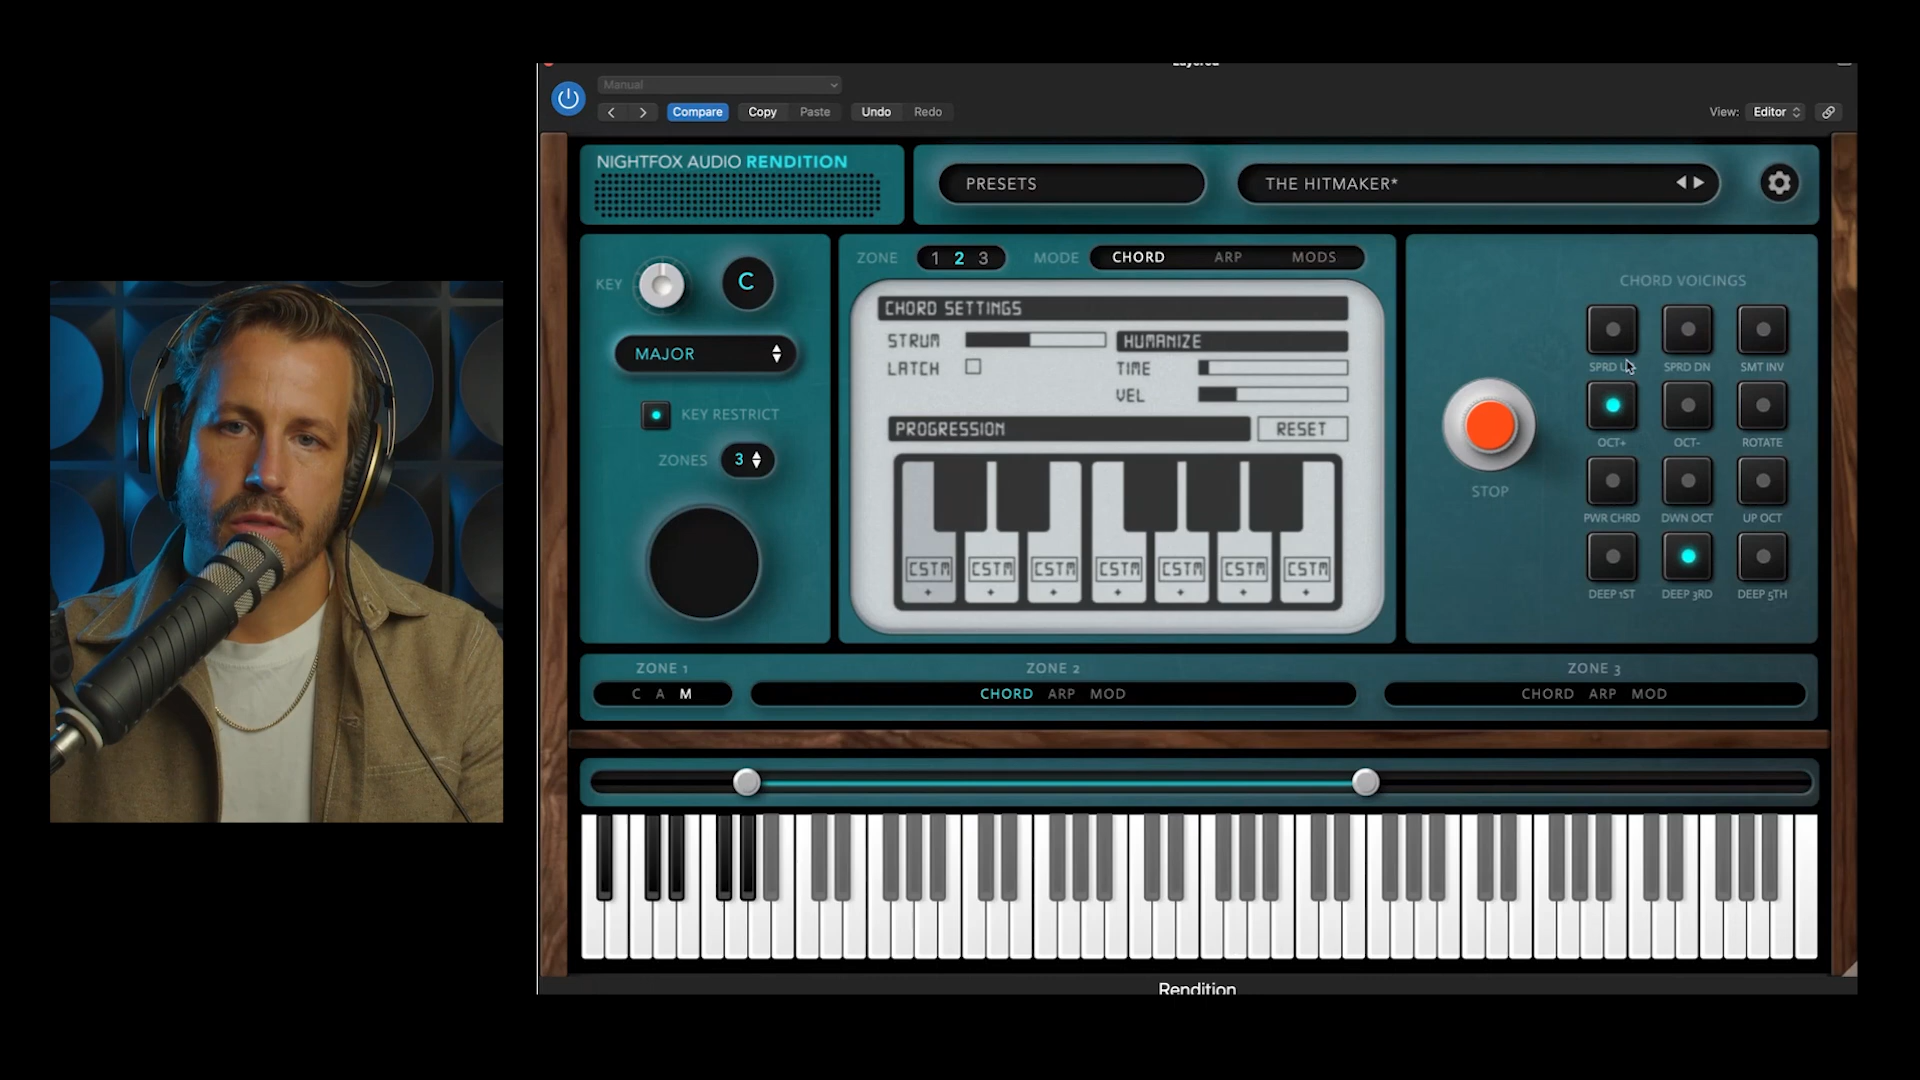 Layered
Manual
Compare Copy Paste Undo Redo
View: Editor
NIGHTFOX AUDIO RENDITION
PRESETS
THE HITMAKER*
KEY C
MAJOR
KEY RESTRICT
ZONES 3
ZONE 1 2 3 MODE CHORD ARP MODS
CHORD SETTINGS
STRUM
HUMANIZE
LATCH
TIME
VEL
PROGRESSION RESET
CSTM CSTM CSTM CSTM CSTM CSTM CSTM
+ + + + + + +
STOP
CHORD VOICINGS
SPRD U SPRD DN SMT INV
OCT+ OCT- ROTATE
PWR CHRD DWN OCT UP OCT
DEEP 1ST DEEP 3RD DEEP 5TH
ZONE 1 ZONE 2 ZONE 3
C A M CHORD ARP MOD CHORD ARP MOD
Rendition